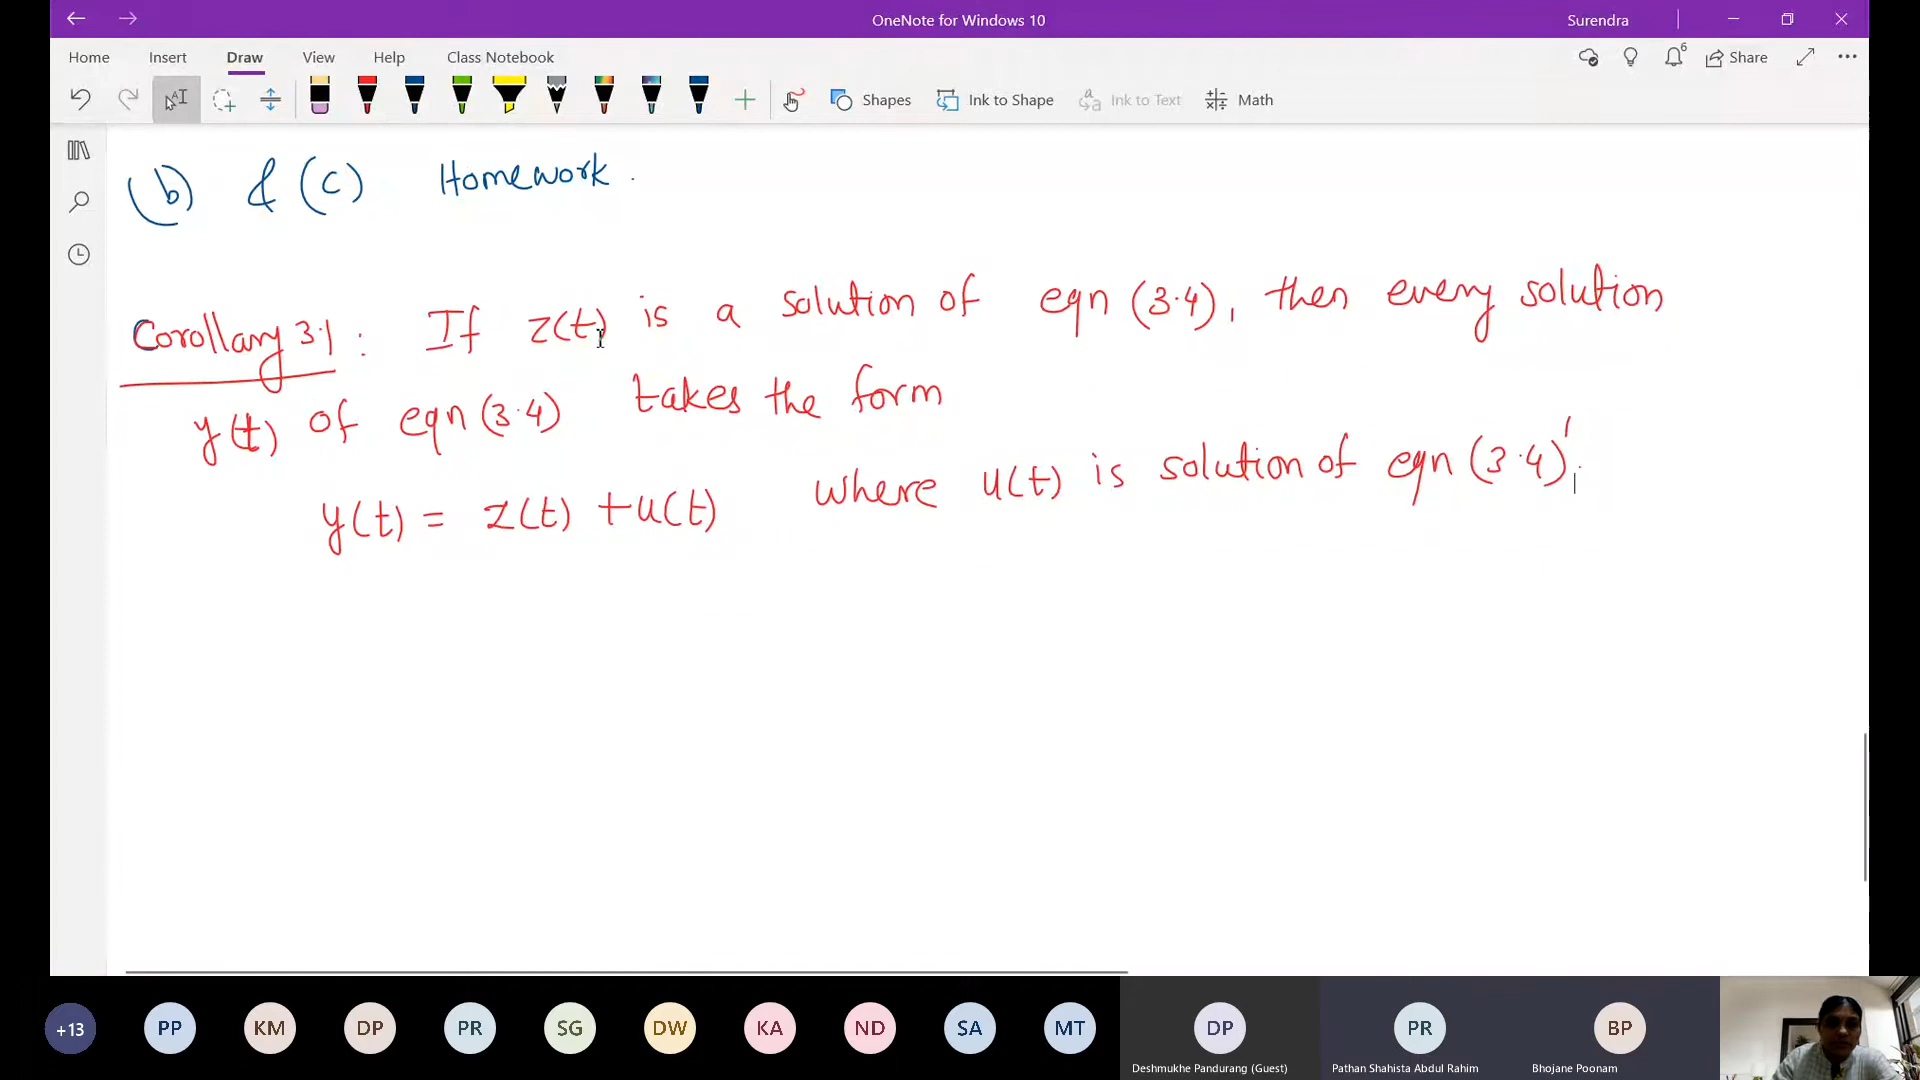 OneNote for Windows 10
Surendra
Home Insert Draw View Help Class Notebook
6 Share
Shapes Ink to Shape Ink to Text Math
(b) & (c) Homework.
Corollary 3.1 : If z(t) is a solution of eqn (3.4), then every solution
y(t) of eqn (3.4) takes the form
y(t) = z(t) + u(t) where u(t) is solution of eqn (3.4)'
+13 PP KM DP PR SG DW KA ND SA MT DP PR BP
Deshmukhe Pandurang (Guest) Pathan Shahista Abdul Rahim Bhojane Poonam